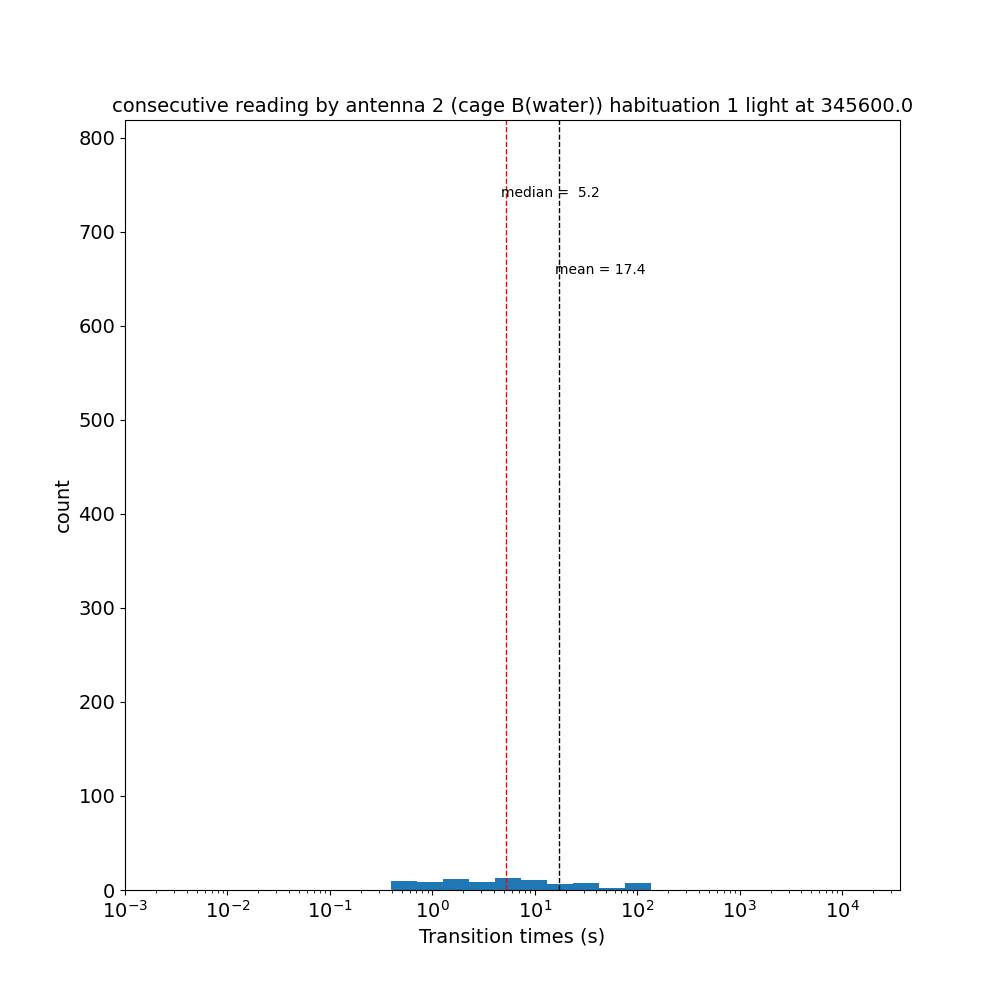 consecutive reading by antenna 2 (cage B(water)) habituation 1 light at 345600.0
800
median =  5.2
700
mean = 17.4
600
500
400
count
300
200
100
0
10⁻³ 10⁻² 10⁻¹ 10⁰ 10¹ 10² 10³ 10⁴
Transition times (s)